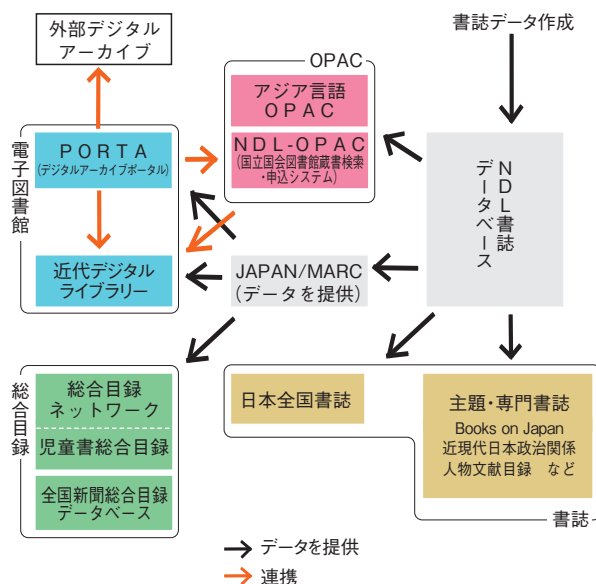 外部デジタル
アーカイブ
書誌データ作成
OPAC
アジア言語
OPAC
電子図書館
PORTA
(デジタルアーカイブポータル)
NDL-OPAC
(国立国会図書館蔵書検索
・申込システム)
NDL書誌
データベース
近代デジタル
ライブラリー
JAPAN/MARC
(データを提供)
総合目録
総合目録
ネットワーク
児童書総合目録
全国新聞総合目録
データベース
日本全国書誌
主題・専門書誌
Books on Japan
近現代日本政治関係
人物文献目録 など
書誌
データを提供
連携